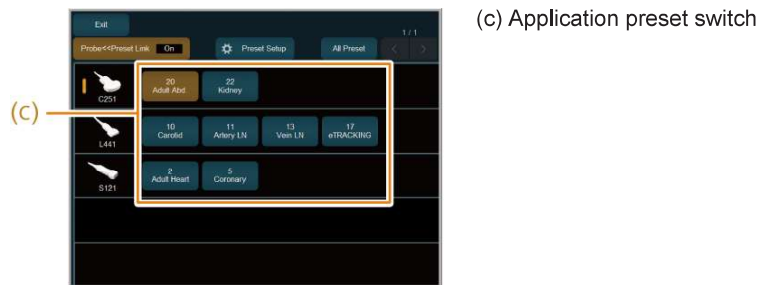 (c) Application preset switch
Exit
1 / 1
Probe<<Preset Link On
Preset Setup
All Preset
< >
20
Adult Abd.
22
Kidney
C251
(C)
10
Carotid
11
Artery LN
13
Vein LN
17
eTRACKING
L441
2
Adult Heart
5
Coronary
S121